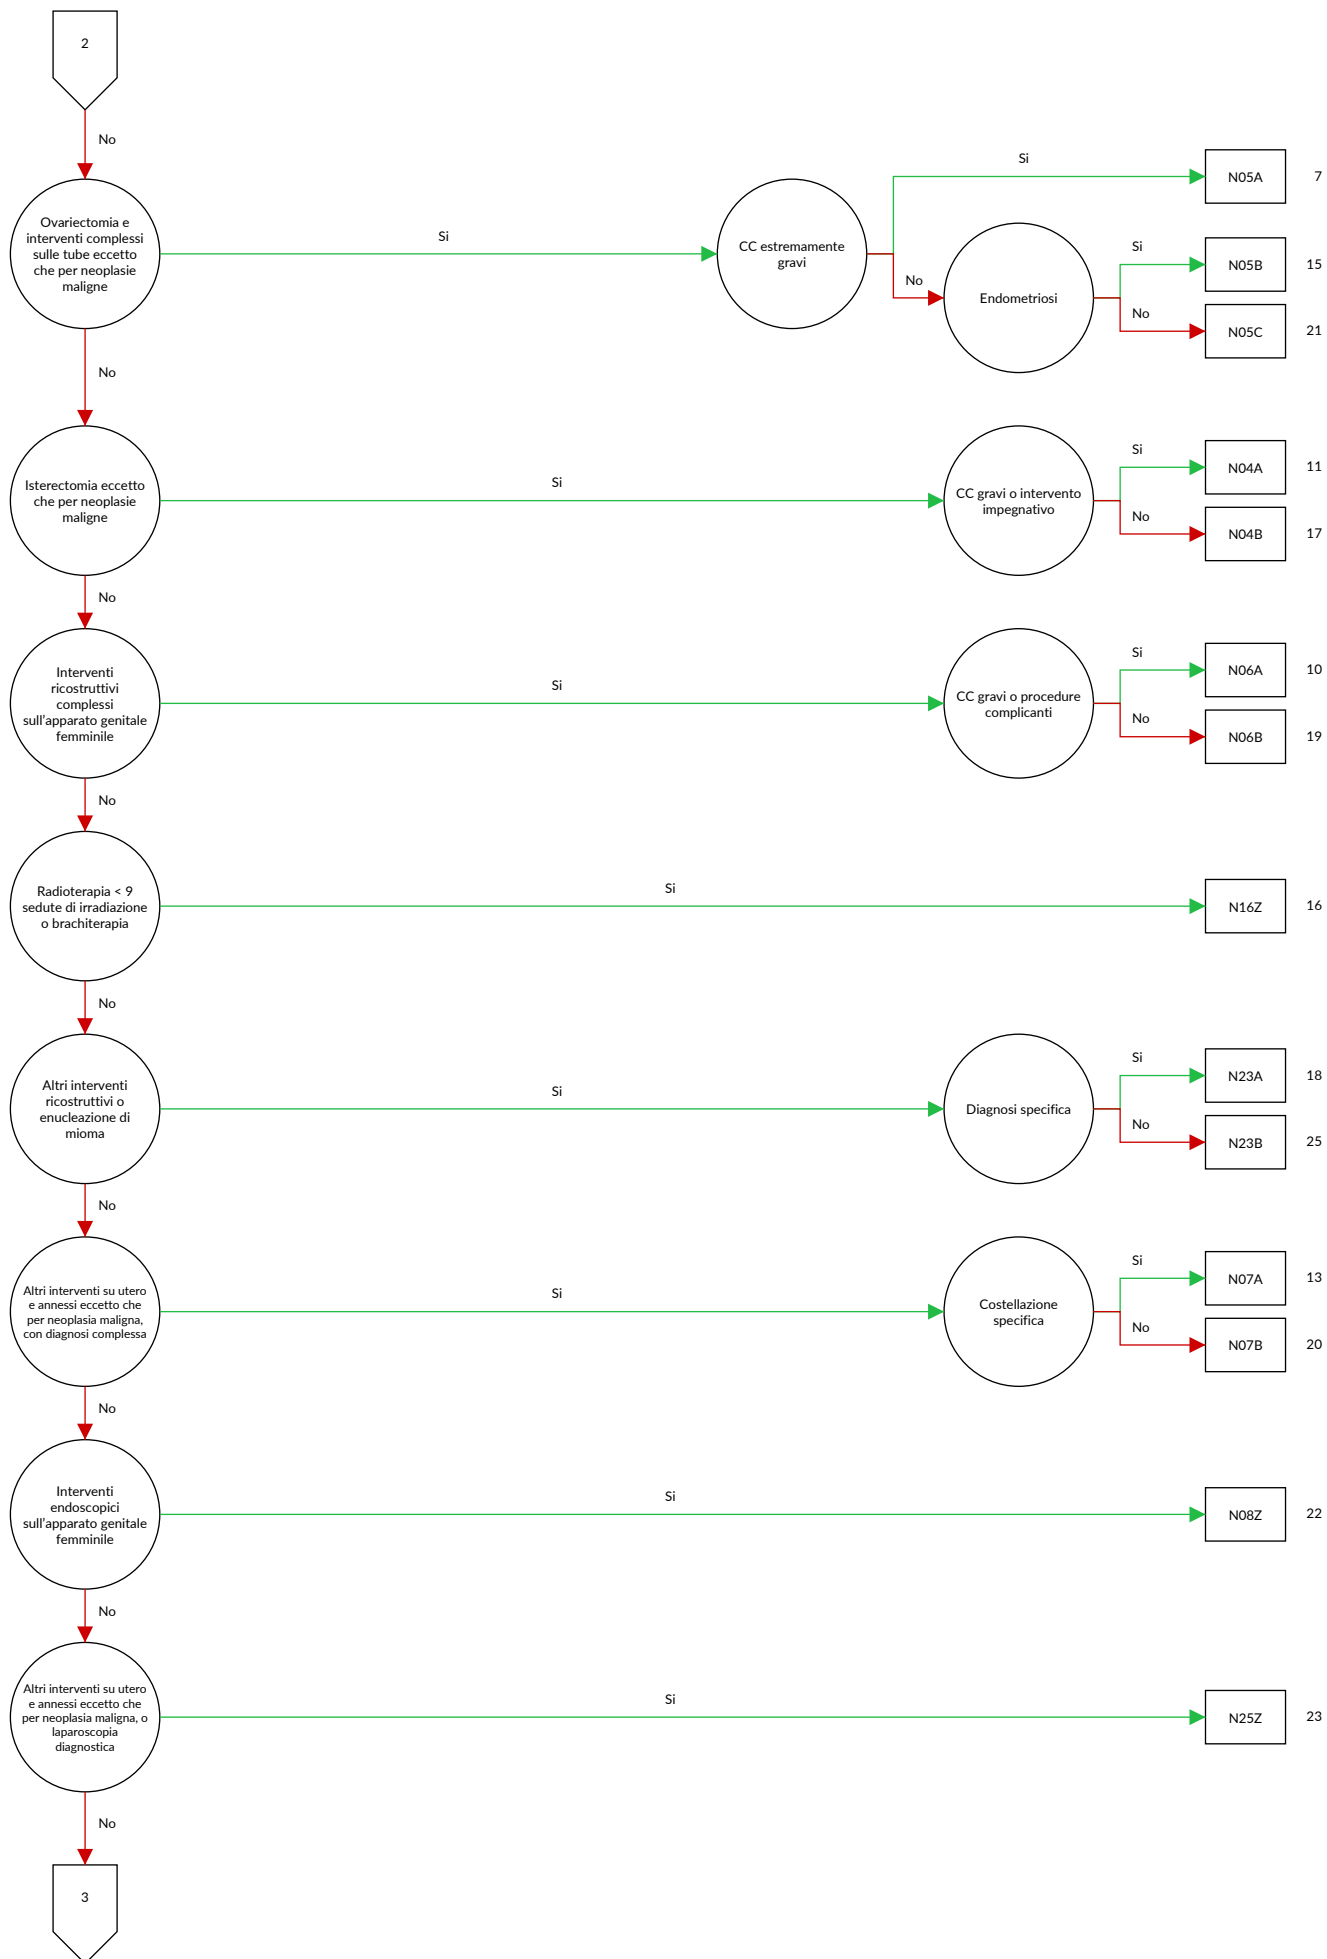 2
No
Ovariectomia e
interventi complessi
sulle tube eccetto
che per neoplasie
maligne
Si
CC estremamente
gravi
Si
N05A
7
No
Endometriosi
Si
N05B
15
No
N05C
21
No
Isterectomia eccetto
che per neoplasie
maligne
Si
CC gravi o intervento
impegnativo
Si
N04A
11
No
N04B
17
No
Interventi
ricostruttivi
complessi
sull'apparato genitale
femminile
Si
CC gravi o procedure
complicanti
Si
N06A
10
No
N06B
19
No
Radioterapia < 9
sedute di irradiazione
o brachiterapia
Si
N16Z
16
No
Altri interventi
ricostruttivi o
enucleazione di
mioma
Si
Diagnosi specifica
Si
N23A
18
No
N23B
25
No
Altri interventi su utero
e annessi eccetto che
per neoplasia maligna,
con diagnosi complessa
Si
Costellazione
specifica
Si
N07A
13
No
N07B
20
No
Interventi
endoscopici
sull'apparato genitale
femminile
Si
N08Z
22
No
Altri interventi su utero
e annessi eccetto che
per neoplasia maligna, o
laparoscopia
diagnostica
Si
N25Z
23
No
3